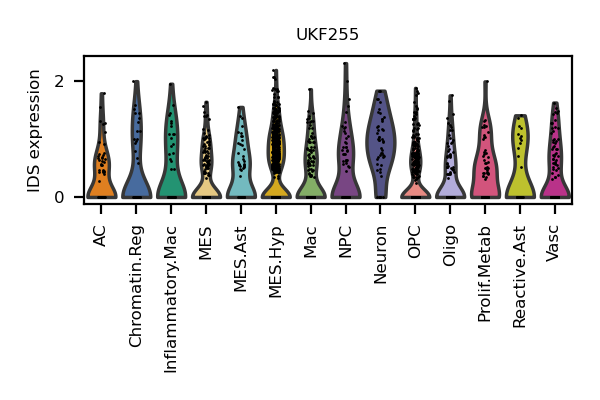 UKF255
IDS expression
2
0
AC
Chromatin.Reg
Inflammatory.Mac
MES
MES.Ast
MES.Hyp
Mac
NPC
Neuron
OPC
Oligo
Prolif.Metab
Reactive.Ast
Vasc